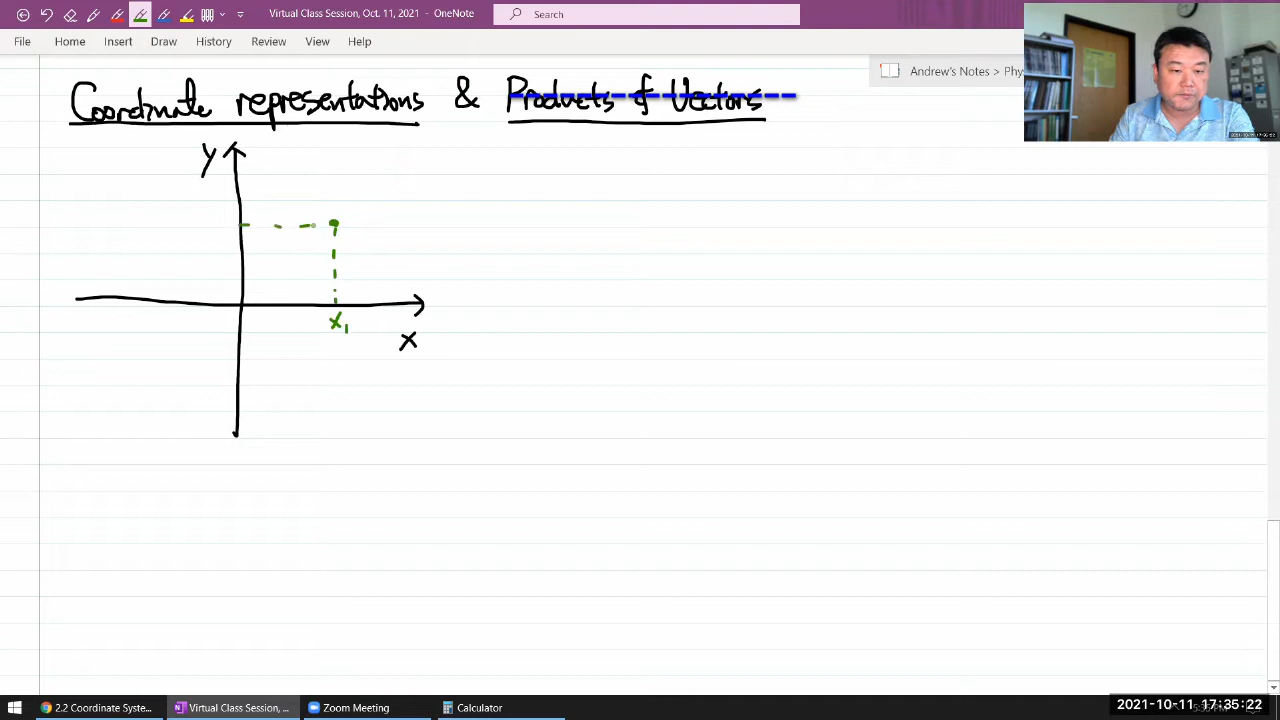 Virtual Class Session, Oct. 11, 2021 - OneNote
Search
File Home Insert Draw History Review View Help
Andrew's Notes > Phy
Coordinate representations & Products of Vectors
y
x₁
x
2021-10-11 17:35:22
2.2 Coordinate Syste... Virtual Class Session, ... Zoom Meeting Calculator